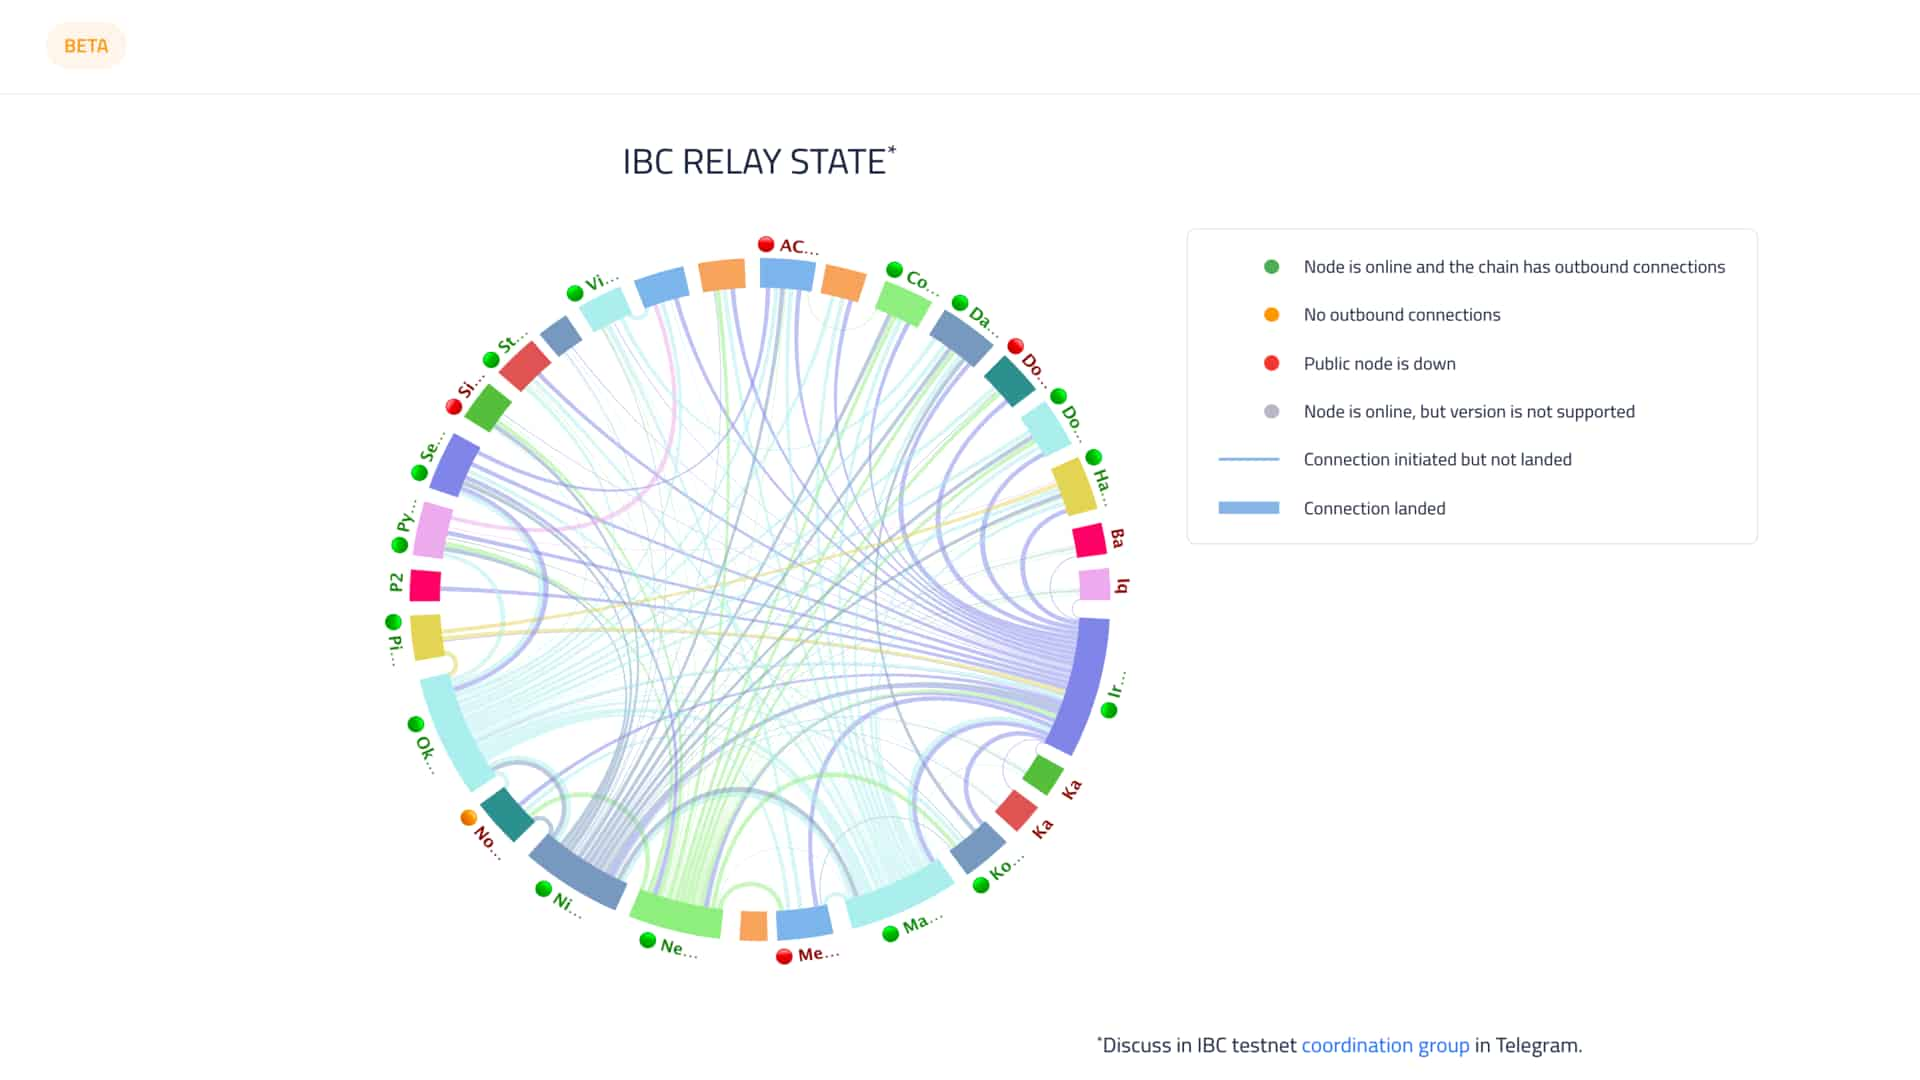 BETA
IBC RELAY STATE*
AC...
Co...
Da...
Do...
Do...
Ha...
Ba
Iq
Ir...
Ka
Ka
Ko...
Ma...
Me...
Ne...
Ni...
No...
Ok...
Pi...
P2
Py...
Se...
Si...
St...
Vi...
Node is online and the chain has outbound connections
No outbound connections
Public node is down
Node is online, but version is not supported
Connection initiated but not landed
Connection landed
*Discuss in IBC testnet coordination group in Telegram.